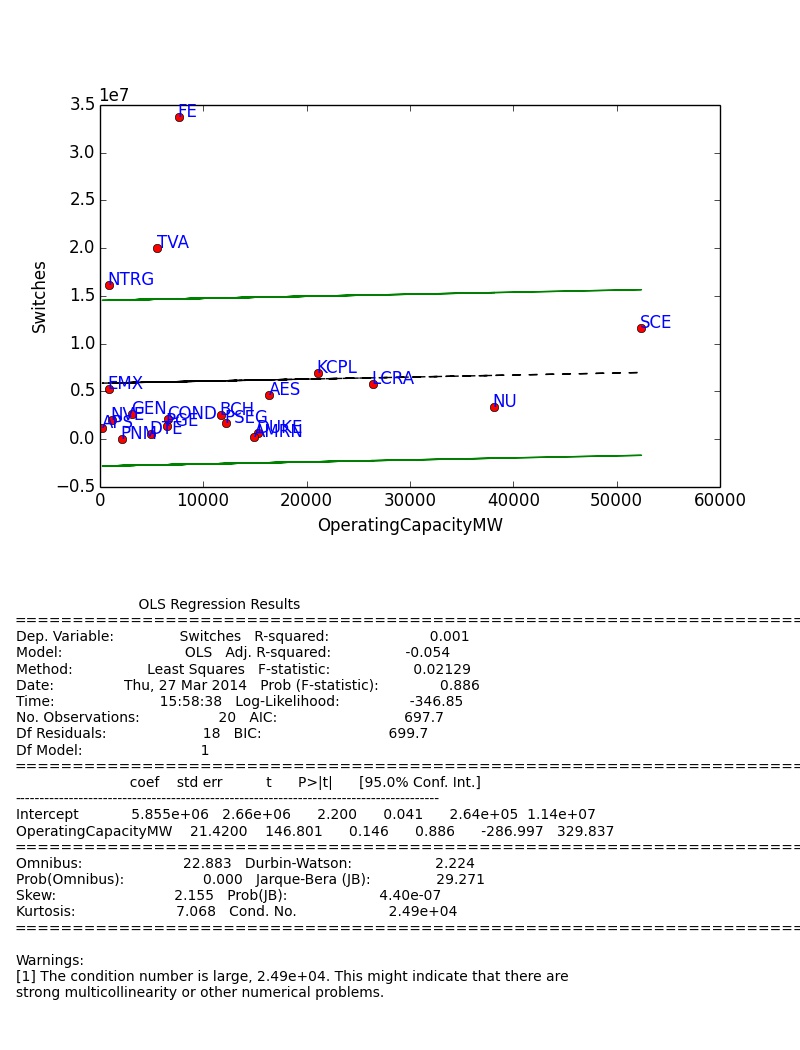 1e7
3.5
3.0
2.5
2.0
1.5
1.0
0.5
0.0
−0.5
Switches
FE
TVA
NTRG
SCE
KCPL
LCRA
EMX
AES
NU
GEN
NVE
COND
BCH
APS
PGE
PSEG
PNM
DTE
DUKE
AMRN
0 10000 20000 30000 40000 50000 60000
OperatingCapacityMW
OLS Regression Results
==============================================================================
Dep. Variable: Switches R-squared: 0.001
Model: OLS Adj. R-squared: -0.054
Method: Least Squares F-statistic: 0.02129
Date: Thu, 27 Mar 2014 Prob (F-statistic): 0.886
Time: 15:58:38 Log-Likelihood: -346.85
No. Observations: 20 AIC: 697.7
Df Residuals: 18 BIC: 699.7
Df Model: 1
==============================================================================
coef std err t P>|t| [95.0% Conf. Int.]
------------------------------------------------------------------------------
Intercept 5.855e+06 2.66e+06 2.200 0.041 2.64e+05 1.14e+07
OperatingCapacityMW 21.4200 146.801 0.146 0.886 -286.997 329.837
==============================================================================
Omnibus: 22.883 Durbin-Watson: 2.224
Prob(Omnibus): 0.000 Jarque-Bera (JB): 29.271
Skew: 2.155 Prob(JB): 4.40e-07
Kurtosis: 7.068 Cond. No. 2.49e+04
==============================================================================
Warnings:
[1] The condition number is large, 2.49e+04. This might indicate that there are
strong multicollinearity or other numerical problems.